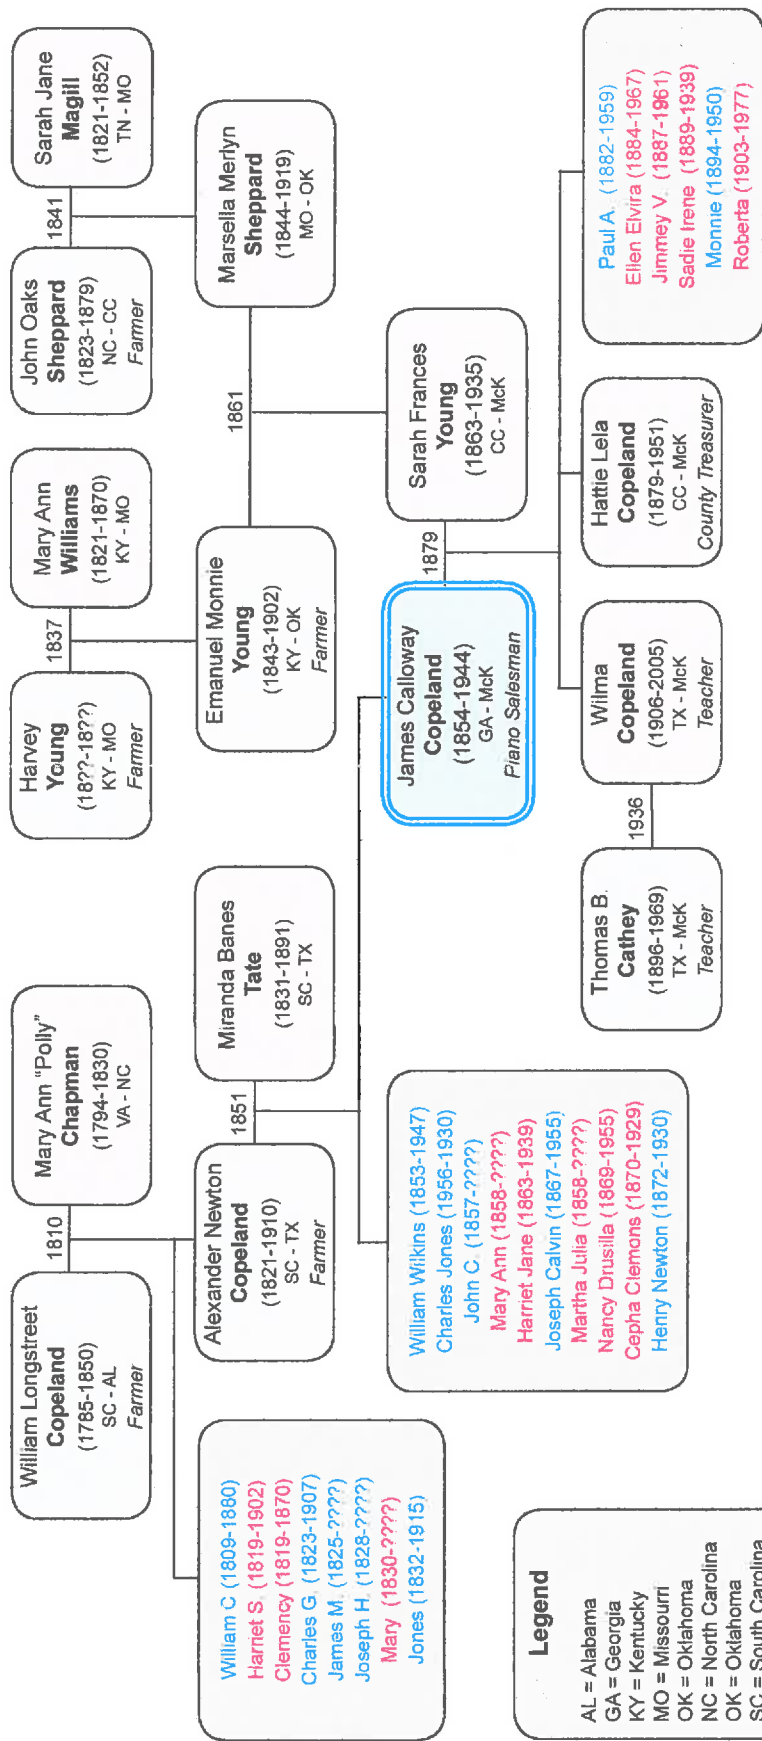 William Longstreet
Copeland
(1785-1850)
SC - AL
Farmer
1810
Mary Ann "Polly"
Chapman
(1794-1830)
VA - NC
Harvey
Young
(18??-18??)
KY - MO
Farmer
1837
Mary Ann
Williams
(1821-1870)
KY - MO
John Oaks
Sheppard
(1823-1879)
NC - CC
Farmer
1841
Sarah Jane
Magill
(1821-1852)
TN - MO
William C (1809-1880)
Harriet S. (1819-1902)
Clemency (1819-1870)
Charles G. (1823-1907)
James M. (1825-????)
Joseph H. (1828-????)
Mary (1830-????)
Jones (1832-1915)
Alexander Newton
Copeland
(1821-1910)
SC - TX
Farmer
1851
Miranda Banes
Tate
(1831-1891)
SC - TX
Emanuel Monnie
Young
(1843-1902)
KY - OK
Farmer
1861
Marsella Merlyn
Sheppard
(1844-1919)
MO - OK
William Wilkins (1853-1947)
Charles Jones (1956-1930)
John C. (1857-????)
Mary Ann (1858-????)
Harriet Jane (1863-1939)
Joseph Calvin (1867-1955)
Martha Julia (1858-????)
Nancy Drusilla (1869-1955)
Cepha Clemons (1870-1929)
Henry Newton (1872-1930)
James Calloway
Copeland
(1854-1944)
GA - McK
Piano Salesman
1879
Sarah Frances
Young
(1863-1935)
CC - McK
Thomas B.
Cathey
(1896-1969)
TX - McK
Teacher
1936
Wilma
Copeland
(1906-2005)
TX - McK
Teacher
Hattie Lela
Copeland
(1879-1951)
CC - McK
County Treasurer
Paul A. (1882-1959)
Ellen Elvira (1884-1967)
Jimmey V. (1887-1961)
Sadie Irene (1889-1939)
Monnie (1894-1950)
Roberta (1903-1977)
Legend
AL = Alabama
GA = Georgia
KY = Kentucky
MO = Missourri
OK = Oklahoma
NC = North Carolina
OK = Oklahoma
SC = South Carolina